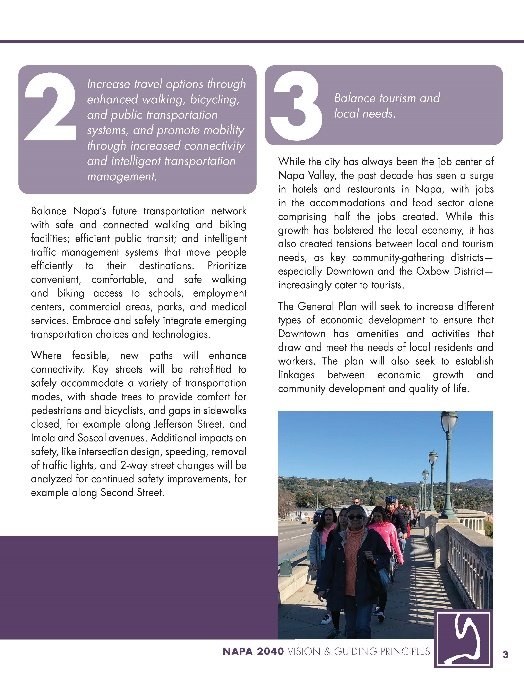 2
Increase travel options through
enhanced walking, bicycling,
and public transportation
systems, and promote mobility
through increased connectivity
and intelligent transportation
management.
Balance Napa's future transportation network
with safe and connected walking and biking
facilities; efficient public transit; and intelligent
traffic management systems that move people
efficiently to their destinations. Prioritize
convenient, comfortable, and safe walking
and biking access to schools, employment
centers, commercial areas, parks, and medical
services. Embrace and safely integrate emerging
transportation choices and technologies.
Where feasible, new paths will enhance
connectivity. Key streets will be retrofitted to
safely accommodate a variety of transportation
modes, with shade trees to provide comfort for
pedestrians and bicyclists, and gaps in sidewalks
closed, for example along Jefferson Street, and
Imola and Soscol avenues. Additional impacts on
safety, like intersection design, speeding, removal
of traffic lights, and 2-way street changes will be
analyzed for continued safety improvements, for
example along Second Street.
3
Balance tourism and
local needs.
While the city has always been the job center of
Napa Valley, the past decade has seen a surge
in hotels and restaurants in Napa, with jobs
in the accommodations and food sector alone
comprising half the jobs created. While this
growth has bolstered the local economy, it has
also created tensions between local and tourism
needs, as key community-gathering districts—
especially Downtown and the Oxbow District—
increasingly cater to tourists.
The General Plan will seek to increase different
types of economic development to ensure that
Downtown has amenities and activities that
draw and meet the needs of local residents and
workers. The plan will also seek to establish
linkages between economic growth and
community development and quality of life.
NAPA 2040 VISION & GUIDING PRINCIPLES
3